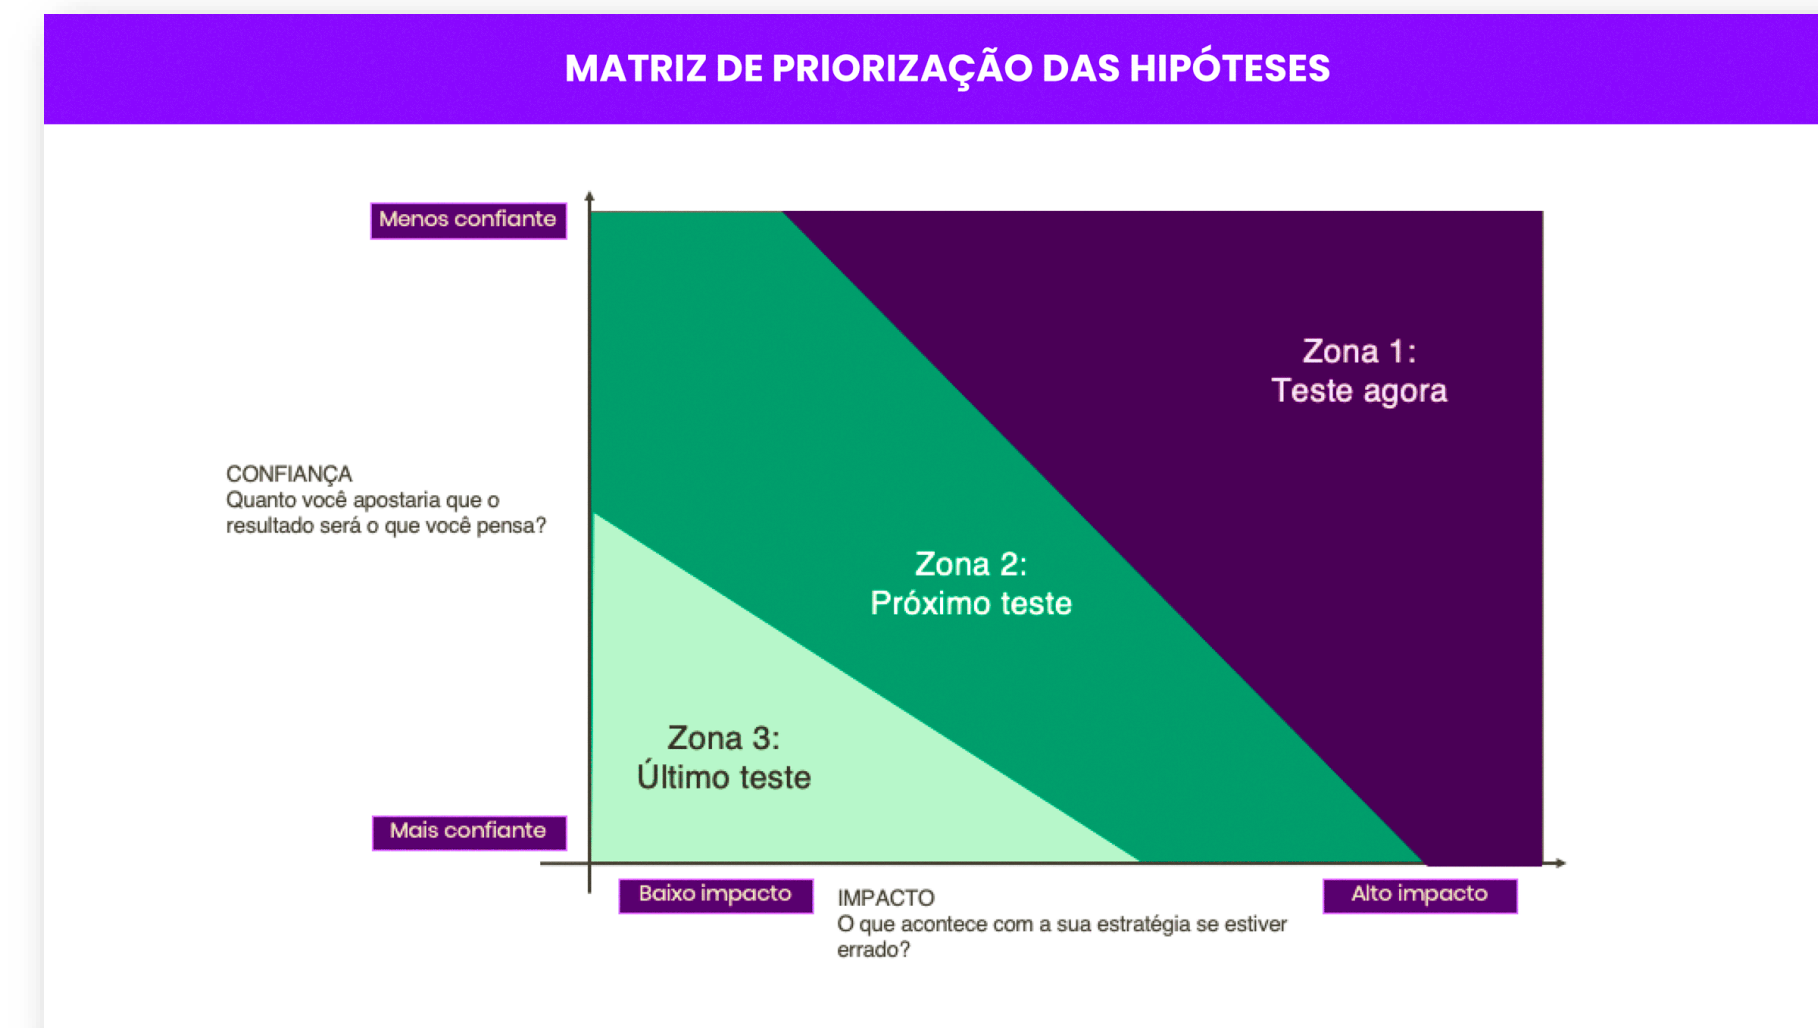 MATRIZ DE PRIORIZAÇÃO DAS HIPÓTESES
Menos confiante
Zona 1:
Teste agora
CONFIANÇA
Quanto você apostaria que o
resultado será o que você pensa?
Zona 2:
Próximo teste
Zona 3:
Último teste
Mais confiante
Baixo impacto
IMPACTO
O que acontece com a sua estratégia se estiver
errado?
Alto impacto